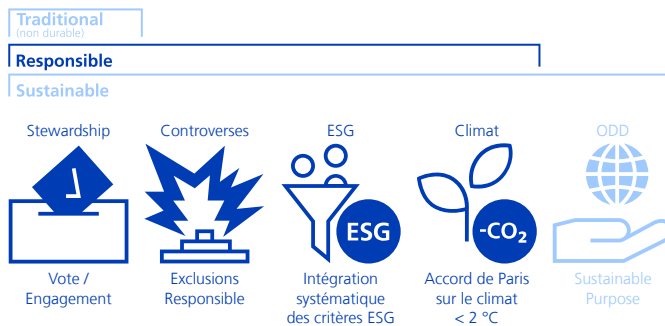 Traditional
(non durable)
Responsible
Sustainable
Stewardship
Controverses
ESG
Climat
ODD
ESG
-CO₂
Vote /
Engagement
Exclusions
Responsible
Intégration
systématique
des critères ESG
Accord de Paris
sur le climat
< 2 °C
Sustainable
Purpose